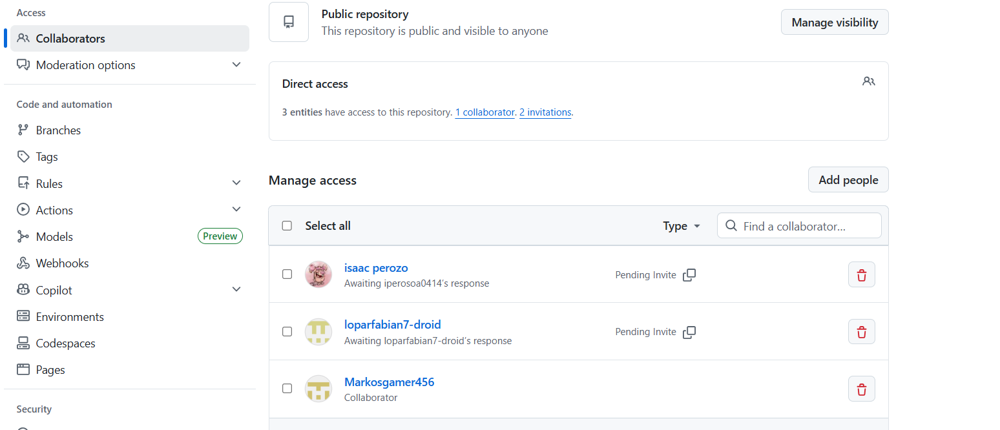 Access
Collaborators
Moderation options
Code and automation
Branches
Tags
Rules
Actions
Models Preview
Webhooks
Copilot
Environments
Codespaces
Pages
Security
Public repository
This repository is public and visible to anyone
Manage visibility
Direct access
3 entities have access to this repository. 1 collaborator. 2 invitations.
Manage access
Add people
Select all Type Find a collaborator...
isaac perozo
Awaiting iperosoa0414's response
Pending Invite
loparfabian7-droid
Awaiting loparfabian7-droid's response
Pending Invite
Markosgamer456
Collaborator